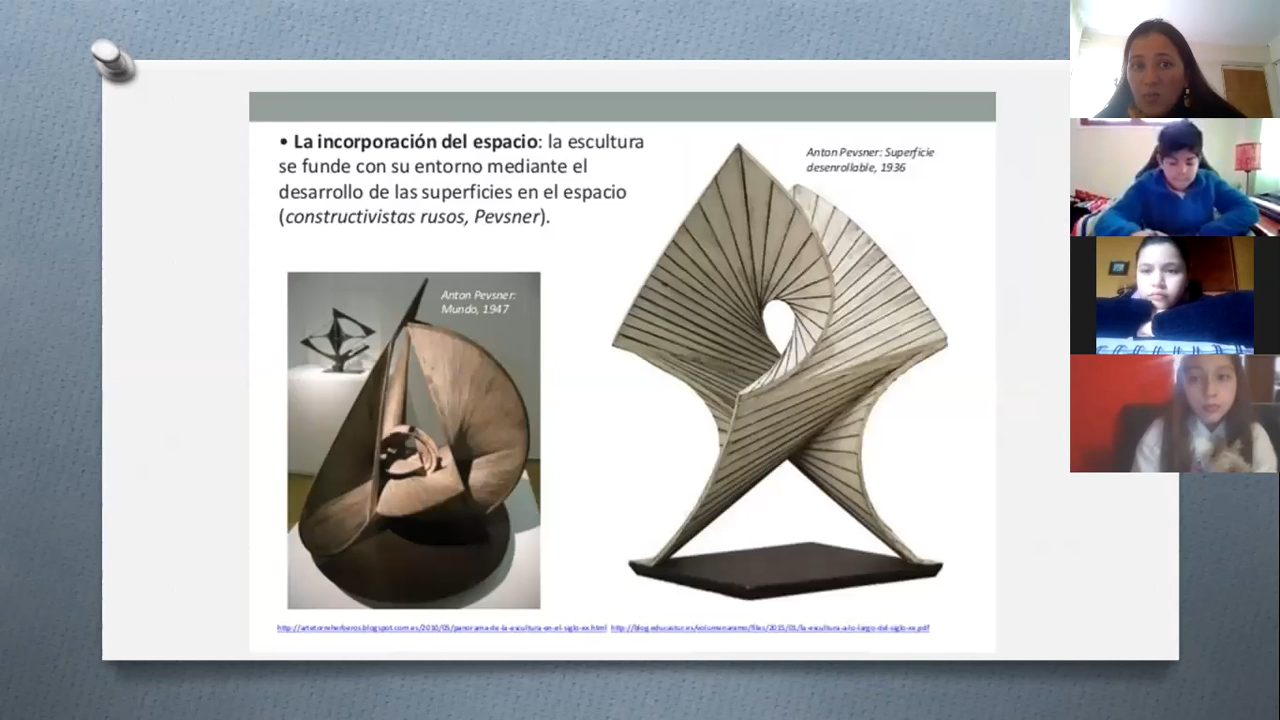 • La incorporación del espacio: la escultura
se funde con su entorno mediante el
desarrollo de las superficies en el espacio
(constructivistas rusos, Pevsner).
Anton Pevsner: Superficie
desenrollable, 1936
Anton Pevsner:
Mundo, 1947
http://artetorreherberos.blogspot.com.es/2010/05/panorama-de-la-escultura-en-el-siglo-xx.html http://blog.educastur.es/volumenaramo/files/2015/01/la-escultura-a-lo-largo-del-siglo-xx.pdf